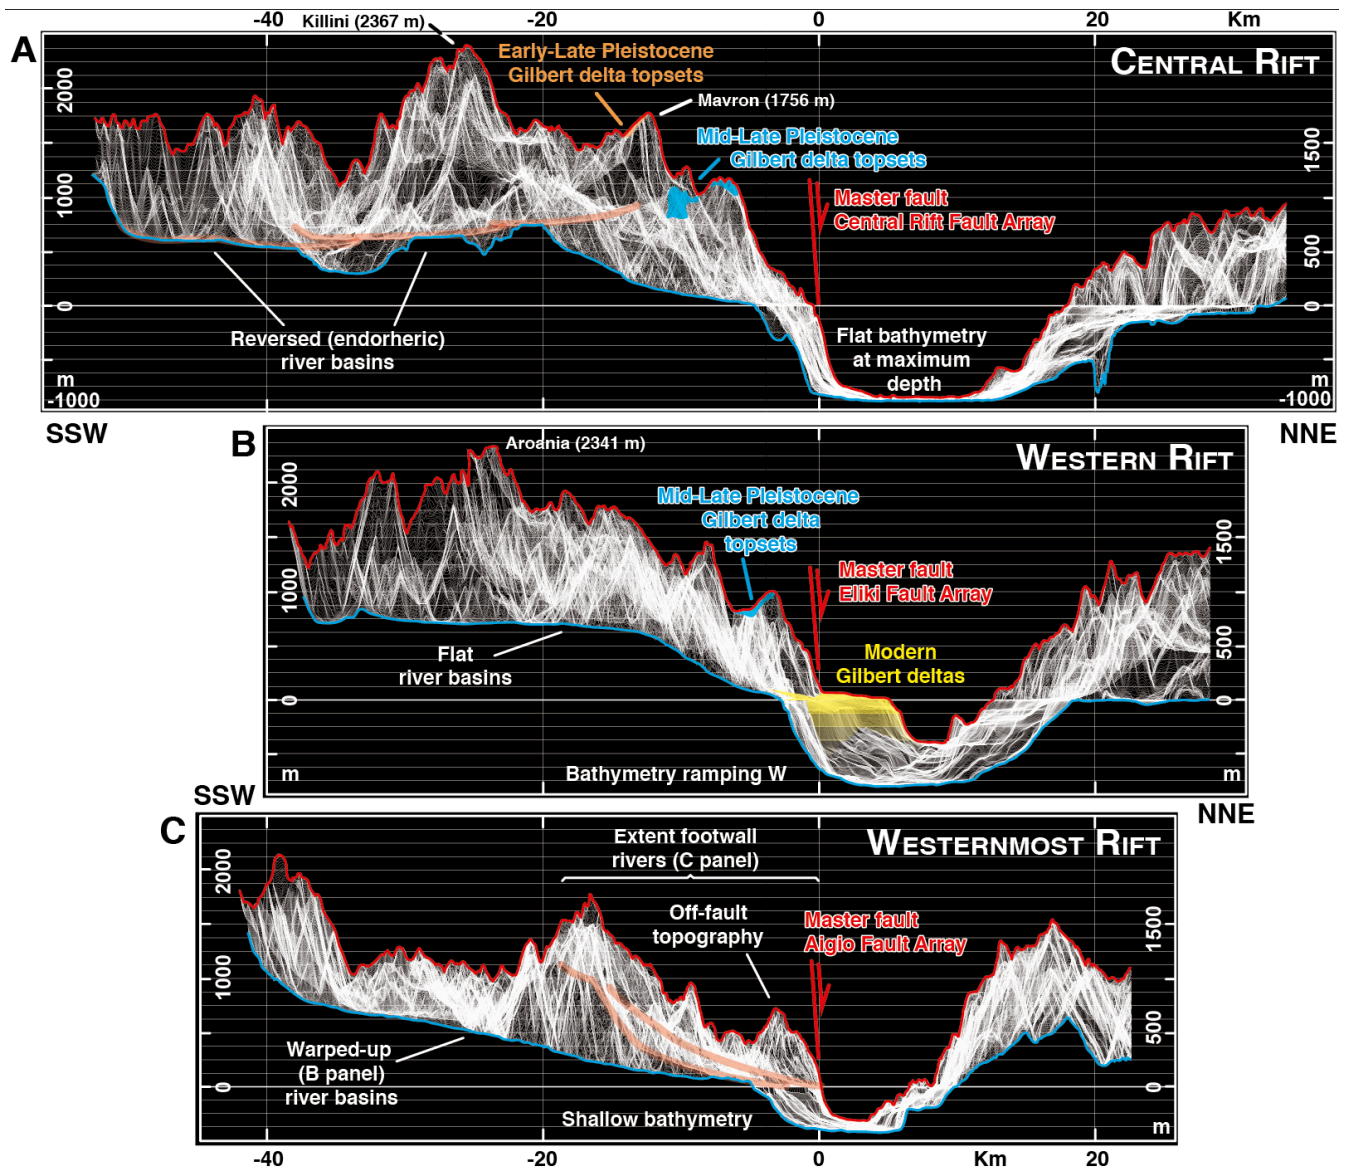 -40
-20
0
20
Km
A
Killini (2367 m)
CENTRAL RIFT
Early-Late Pleistocene
Gilbert delta topsets
Mavron (1756 m)
Mid-Late Pleistocene
Gilbert delta topsets
Master fault
Central Rift Fault Array
2000
1000
0
m
-1000
1500
500
0
m
-1000
Reversed (endorheric)
river basins
Flat bathymetry
at maximum
depth
SSW
NNE
B
Aroania (2341 m)
WESTERN RIFT
Mid-Late Pleistocene
Gilbert delta
topsets
Master fault
Eliki Fault Array
Modern
Gilbert deltas
2000
1000
0
m
1500
500
0
m
Flat
river basins
Bathymetry ramping W
SSW
NNE
C
Extent footwall
rivers (C panel)
WESTERNMOST RIFT
Off-fault
topography
Master fault
Aigio Fault Array
2000
1000
0
1500
500
0
m
Warped-up
(B panel)
river basins
Shallow bathymetry
-40
-20
0
Km
20